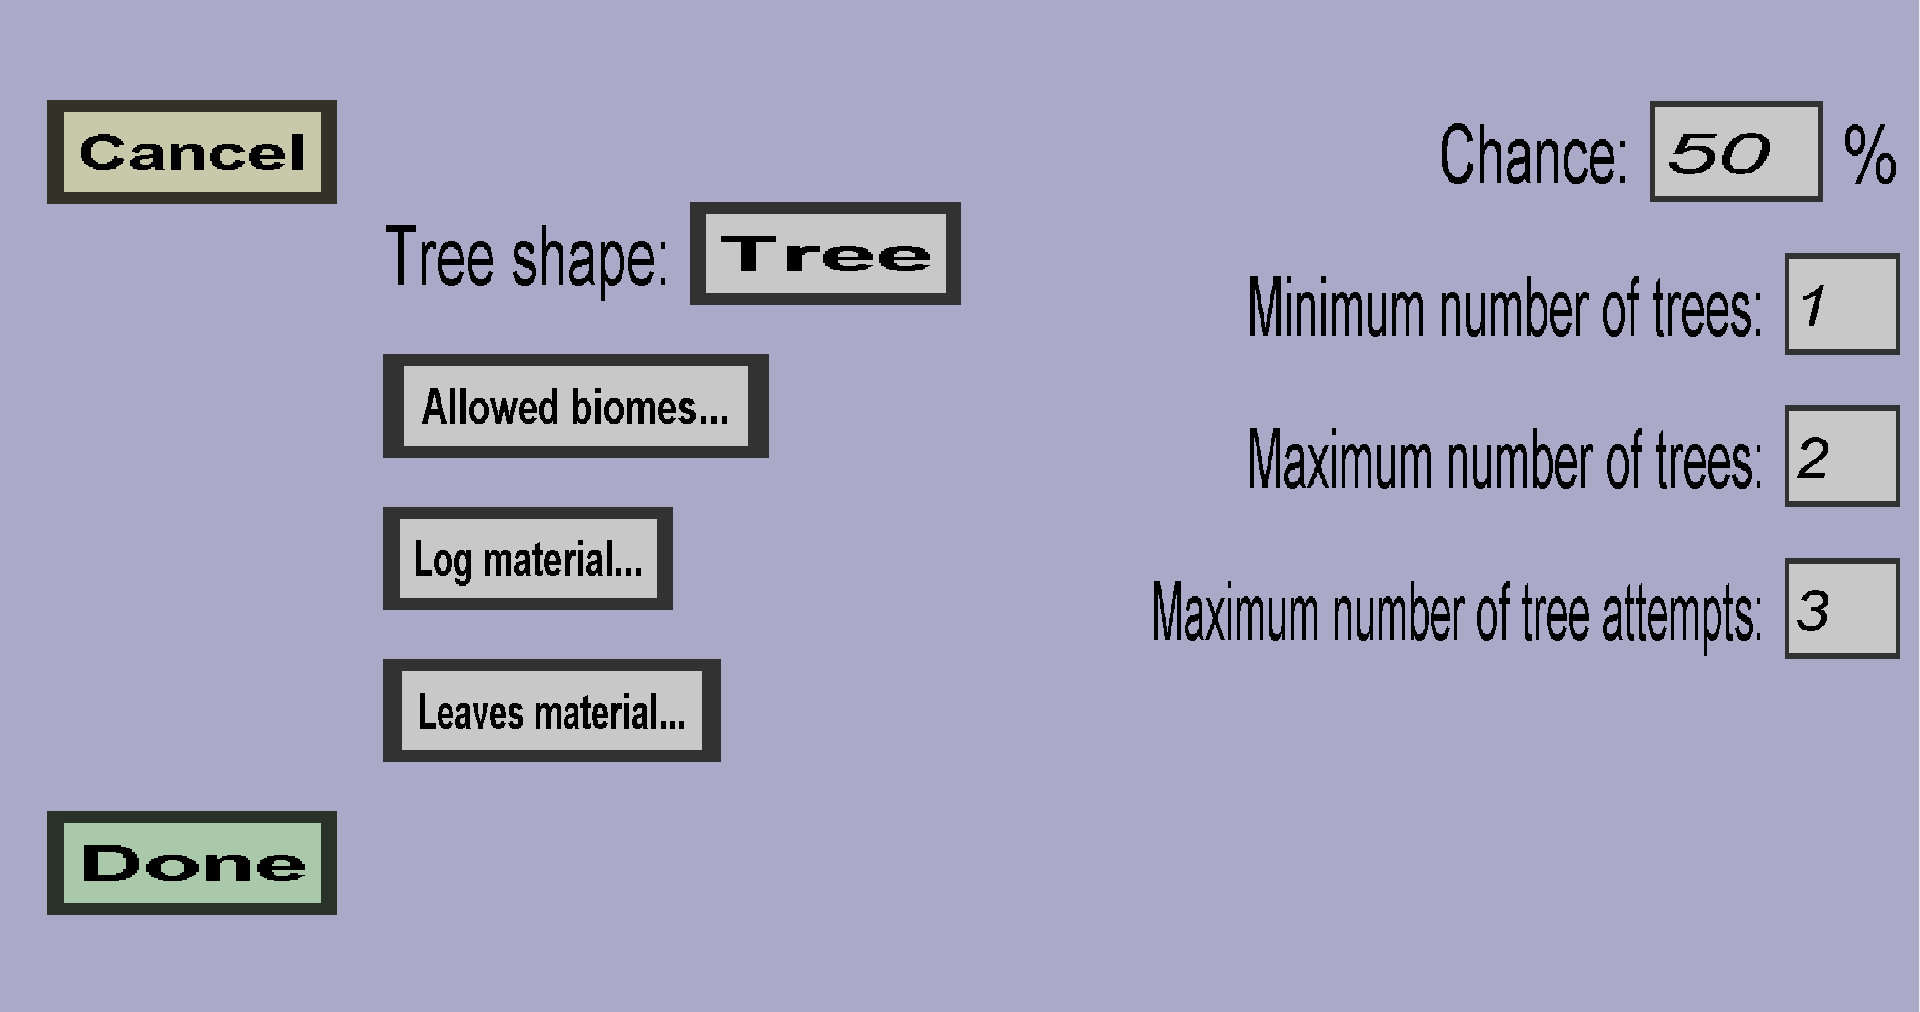 Cancel
Tree shape: Tree
Allowed biomes...
Log material...
Leaves material...
Done
Chance: 50 %
Minimum number of trees: 1
Maximum number of trees: 2
Maximum number of tree attempts: 3